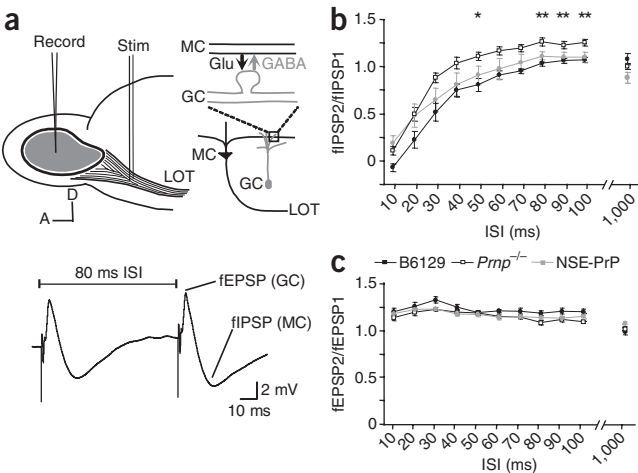 a
Record
Stim
MC
Glu
GABA
GC
MC
GC
LOT
LOT
D
A
80 ms ISI
fEPSP (GC)
fIPSP (MC)
2 mV
10 ms
b
* ** ** **
fIPSP2/fIPSP1
1.5
1.0
0.5
0
10 20 30 40 50 60 70 80 90 100 1,000
ISI (ms)
B6129 Prnp–/– NSE-PrP
c
fEPSP2/fEPSP1
1.5
1.0
0.5
0
10 20 30 40 50 60 70 80 90 100 1,000
ISI (ms)